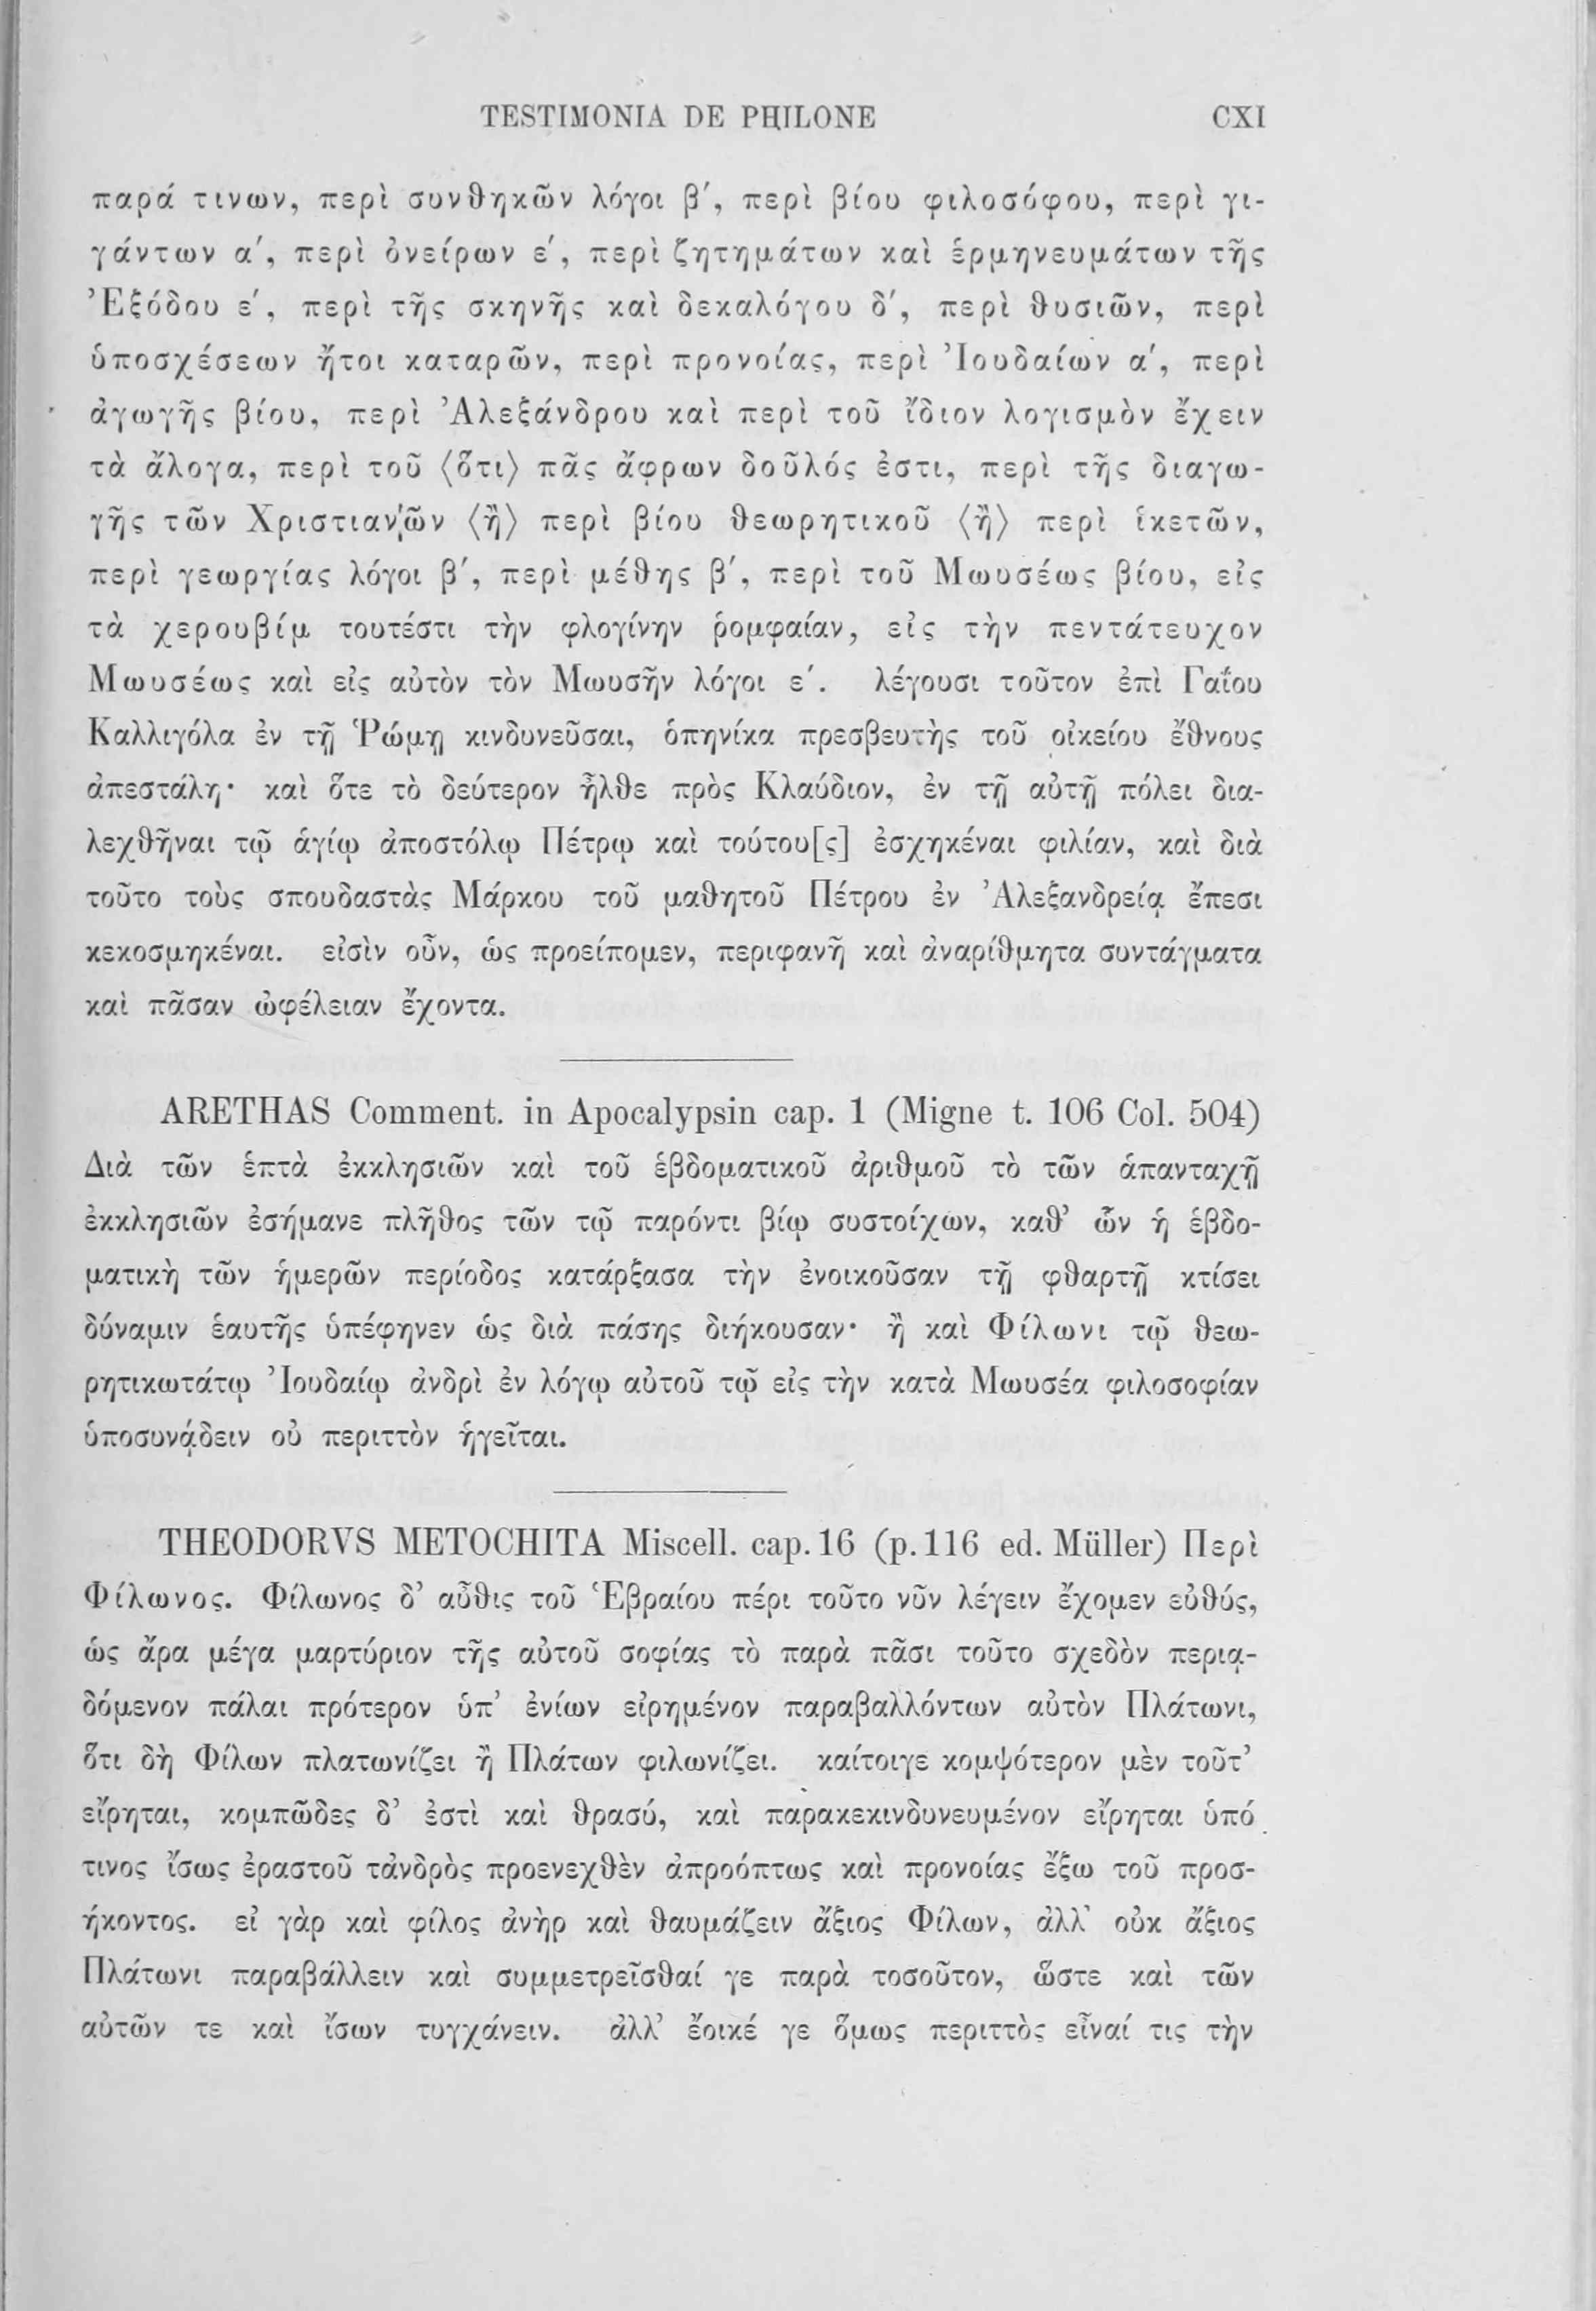 TESTIMONIA DE PHILONE CXI
παρά τινων, περὶ συνθηκῶν λόγοι β', περὶ βίου φιλοσόφου, περὶ γι-
γάντων α', περὶ ὀνείρων ε', περὶ ζητημάτων καὶ ἑρμηνευμάτων τῆς
Ἐξόδου ε', περὶ τῆς σκηνῆς καὶ δεκαλόγου δ', περὶ θυσιῶν, περὶ
ὑποσχέσεων ἤτοι καταρῶν, περὶ προνοίας, περὶ Ἰουδαίων α', περὶ
ἀγωγῆς βίου, περὶ Ἀλεξάνδρου καὶ περὶ τοῦ ἴδιον λογισμὸν ἔχειν
τὰ ἄλογα, περὶ τοῦ ⟨ὅτι⟩ πᾶς ἄφρων δοῦλός ἐστι, περὶ τῆς διαγω-
γῆς τῶν Χριστιανῶν ⟨ἢ⟩ περὶ βίου θεωρητικοῦ ⟨ἢ⟩ περὶ ἱκετῶν,
περὶ γεωργίας λόγοι β', περὶ μέθης β', περὶ τοῦ Μωυσέως βίου, εἰς
τὰ χερουβίμ τουτέστι τὴν φλογίνην ῥομφαίαν, εἰς τὴν πεντάτευχον
Μωυσέως καὶ εἰς αὐτὸν τὸν Μωυσῆν λόγοι ε'. λέγουσι τοῦτον ἐπὶ Γαΐου
Καλλιγόλα ἐν τῇ Ῥώμῃ κινδυνεῦσαι, ὁπηνίκα πρεσβευτὴς τοῦ οἰκείου ἔθνους
ἀπεστάλη· καὶ ὅτε τὸ δεύτερον ἦλθε πρὸς Κλαύδιον, ἐν τῇ αὐτῇ πόλει δια-
λεχθῆναι τῷ ἁγίῳ ἀποστόλῳ Πέτρῳ καὶ τούτου[ς] ἐσχηκέναι φιλίαν, καὶ διὰ
τοῦτο τοὺς σπουδαστὰς Μάρκου τοῦ μαθητοῦ Πέτρου ἐν Ἀλεξανδρείᾳ ἔπεσι
κεκοσμηκέναι. εἰσὶν οὖν, ὡς προείπομεν, περιφανῆ καὶ ἀναρίθμητα συντάγματα
καὶ πᾶσαν ὠφέλειαν ἔχοντα.
ARETHAS Comment. in Apocalypsin cap. 1 (Migne t. 106 Col. 504)
Διὰ τῶν ἑπτὰ ἐκκλησιῶν καὶ τοῦ ἑβδοματικοῦ ἀριθμοῦ τὸ τῶν ἁπανταχῇ
ἐκκλησιῶν ἐσήμανε πλῆθος τῶν τῷ παρόντι βίῳ συστοίχων, καθ' ὧν ἡ ἑβδο-
ματικὴ τῶν ἡμερῶν περίοδος κατάρξασα τὴν ἐνοικοῦσαν τῇ φθαρτῇ κτίσει
δύναμιν ἑαυτῆς ὑπέφηνεν ὡς διὰ πάσης διήκουσαν· ἢ καὶ Φίλωνι τῷ θεω-
ρητικωτάτῳ Ἰουδαίῳ ἀνδρὶ ἐν λόγῳ αὐτοῦ τῷ εἰς τὴν κατὰ Μωυσέα φιλοσοφίαν
ὑποσυνᾴδειν οὐ περιττὸν ἡγεῖται.
THEODORVS METOCHITA Miscell. cap. 16 (p. 116 ed. Müller) Περὶ
Φίλωνος. Φίλωνος δ' αὖθις τοῦ Ἑβραίου πέρι τοῦτο νῦν λέγειν ἔχομεν εὐθύς,
ὡς ἄρα μέγα μαρτύριον τῆς αὐτοῦ σοφίας τὸ παρὰ πᾶσι τοῦτο σχεδὸν περιᾳ-
δόμενον πάλαι πρότερον ὑπ' ἐνίων εἰρημένον παραβαλλόντων αὐτὸν Πλάτωνι,
ὅτι δὴ Φίλων πλατωνίζει ἢ Πλάτων φιλωνίζει. καίτοιγε κομψότερον μὲν τοῦτ'
εἴρηται, κομπῶδες δ' ἐστὶ καὶ θρασύ, καὶ παρακεκινδυνευμένον εἴρηται ὑπό
τινος ἴσως ἐραστοῦ τἀνδρὸς προενεχθὲν ἀπροόπτως καὶ προνοίας ἔξω τοῦ προσ-
ήκοντος. εἰ γὰρ καὶ φίλος ἀνὴρ καὶ θαυμάζειν ἄξιος Φίλων, ἀλλ' οὐκ ἄξιος
Πλάτωνι παραβάλλειν καὶ συμμετρεῖσθαί γε παρὰ τοσοῦτον, ὥστε καὶ τῶν
αὐτῶν τε καὶ ἴσων τυγχάνειν. ἀλλ' ἔοικέ γε ὅμως περιττὸς εἶναί τις τὴν